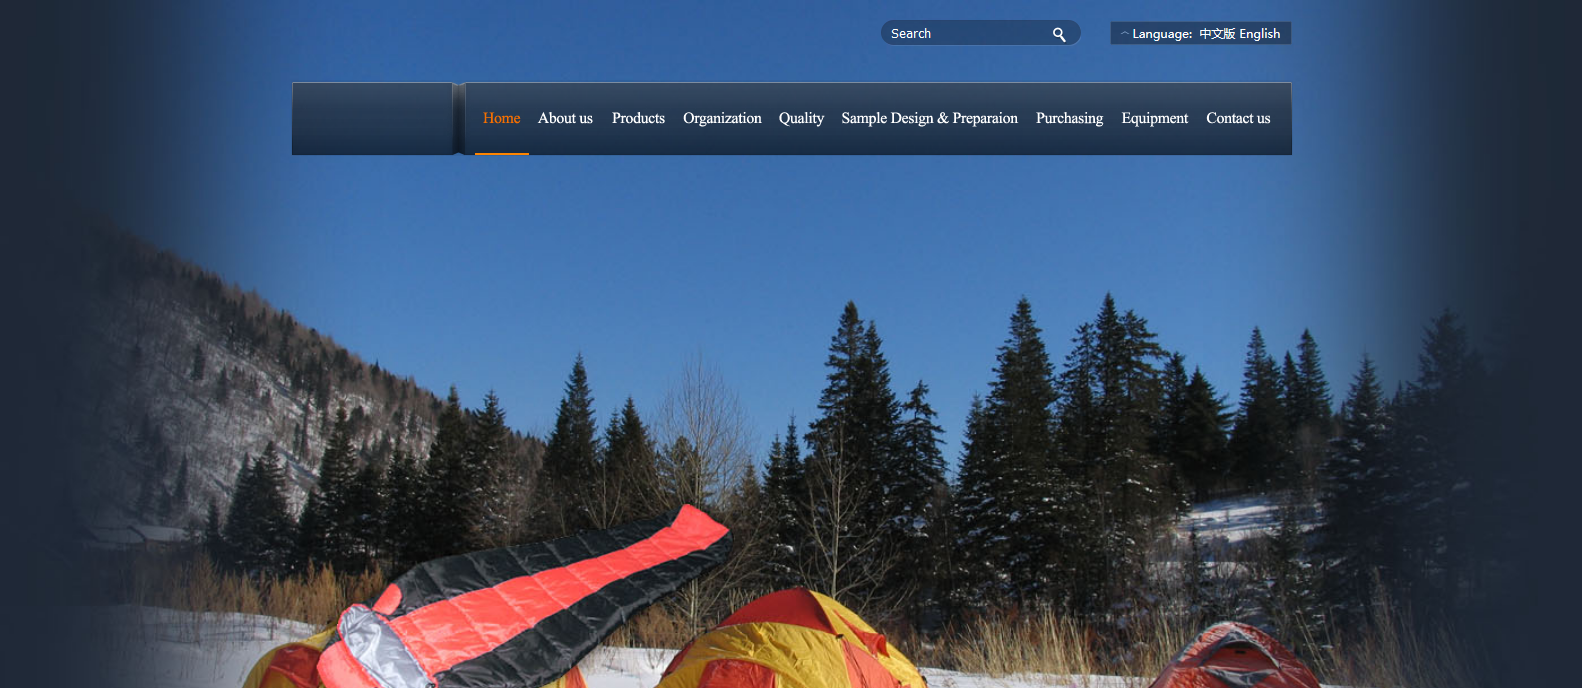 Search
Language: 中文版 English
Home About us Products Organization Quality Sample Design & Preparaion Purchasing Equipment Contact us